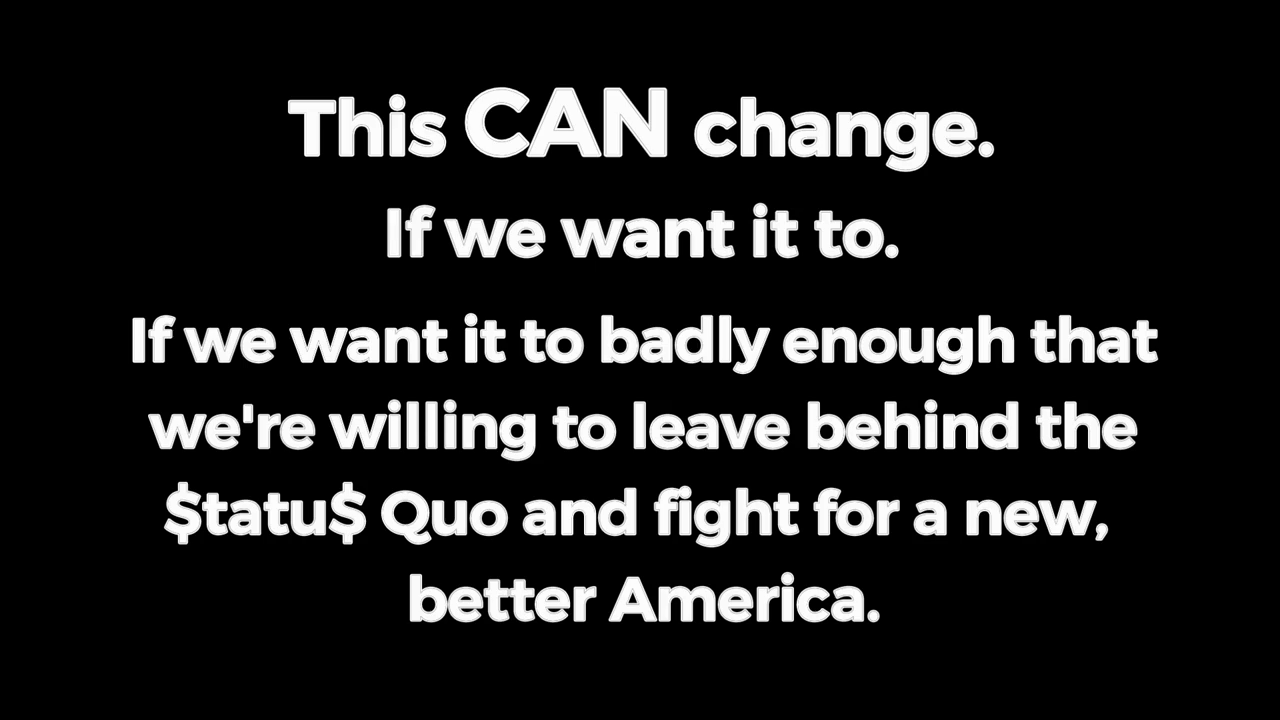 This CAN change.
If we want it to.
If we want it to badly enough that
we're willing to leave behind the
$tatu$ Quo and fight for a new,
better America.